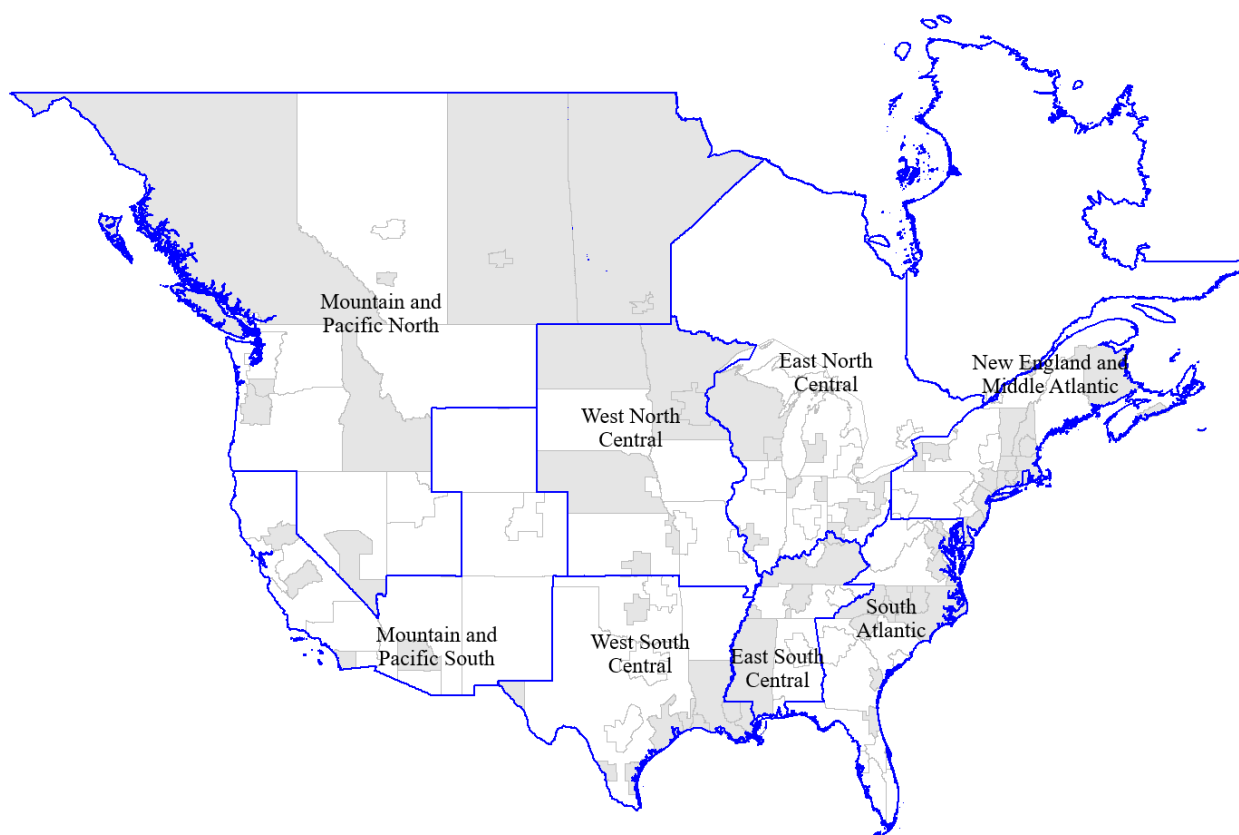 Mountain and
Pacific North
East North
Central
New England and
Middle Atlantic
West North
Central
South
Atlantic
Mountain and
Pacific South
West South
Central
East South
Central